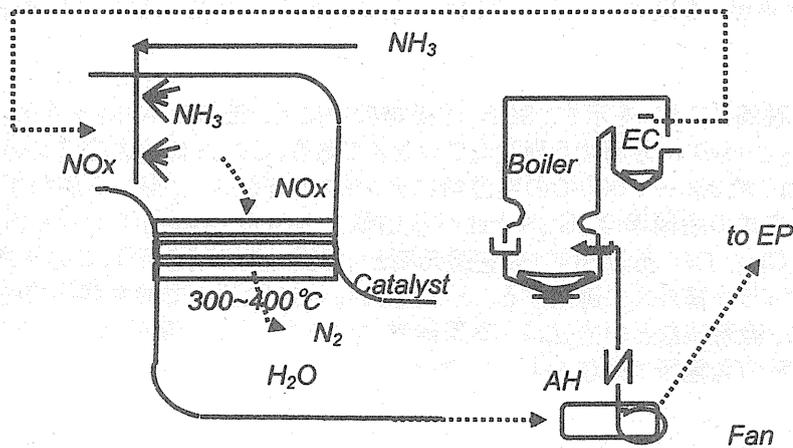 NH₃
NH₃
NOx
NOx
EC
Boiler
to EP
Catalyst
300~400°C
N₂
H₂O
AH
Fan